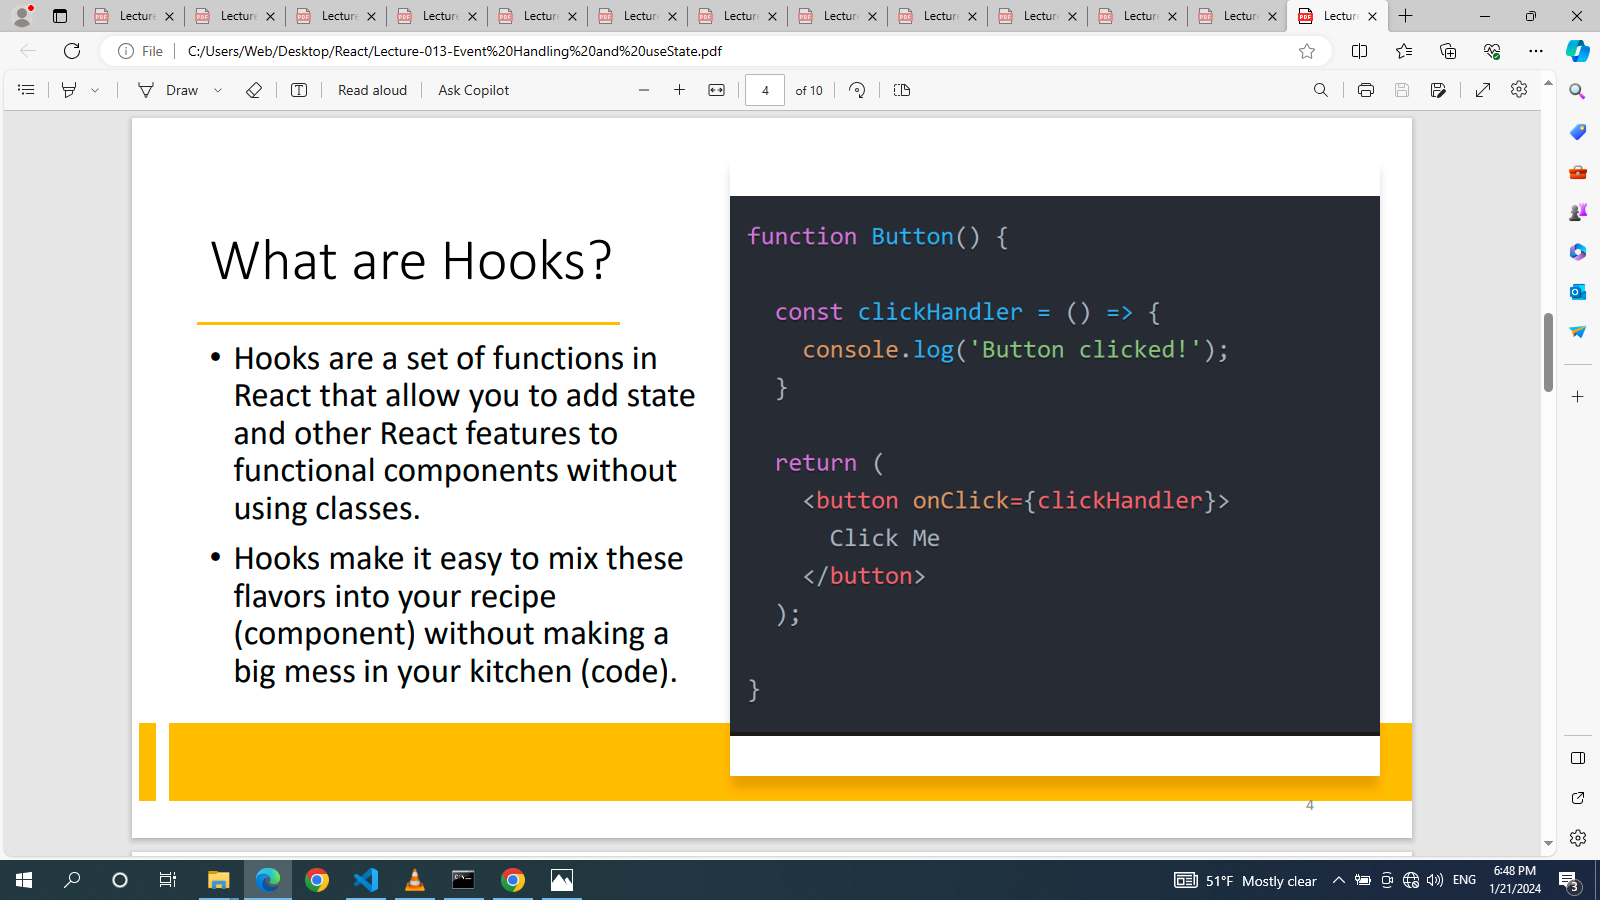 Lecture
Lecture
Lecture
Lecture
Lecture
Lecture
Lecture
Lecture
Lecture
Lecture
Lecture
Lecture
Lecture
File
C:/Users/Web/Desktop/React/Lecture-013-Event%20Handling%20and%20useState.pdf
Draw
Read aloud
Ask Copilot
4
of 10
What are Hooks?
• Hooks are a set of functions in
React that allow you to add state
and other React features to
functional components without
using classes.
• Hooks make it easy to mix these
flavors into your recipe
(component) without making a
big mess in your kitchen (code).
function Button() {
const clickHandler = () => {
console.log('Button clicked!');
}
return (
<button onClick={clickHandler}>
Click Me
</button>
);
}
4
51°F Mostly clear
ENG
6:48 PM
1/21/2024
3